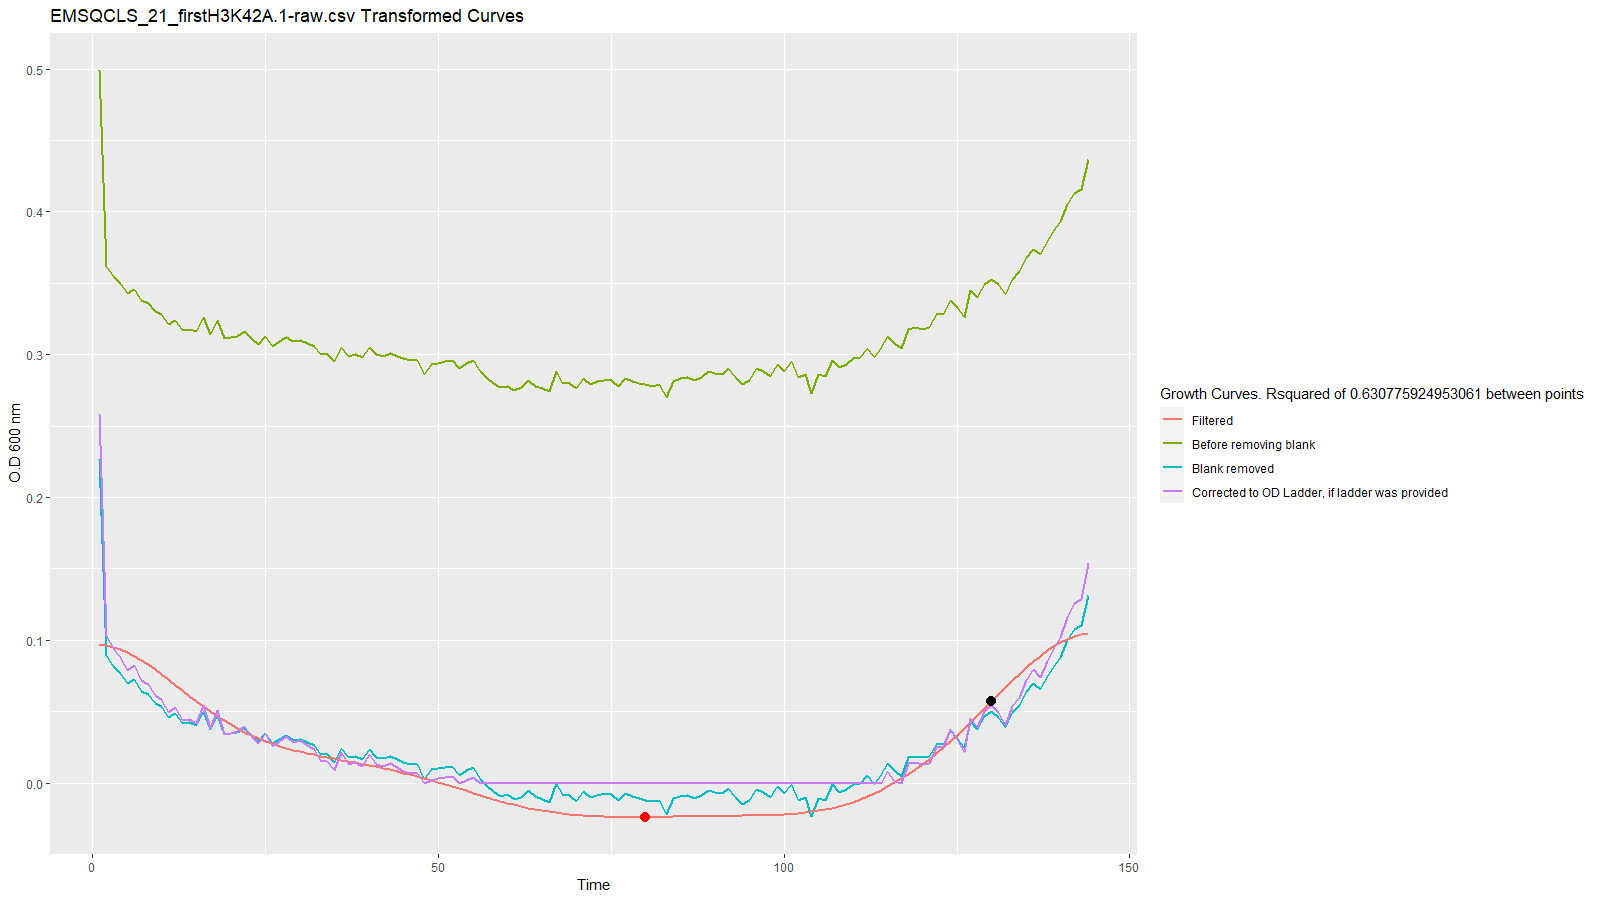 EMSQCLS_21_firstH3K42A.1-raw.csv Transformed Curves
0.5
0.4
0.3
0.2
0.1
0.0
O.D 600 nm
0
50
100
150
Time
Growth Curves. Rsquared of 0.630775924953061 between points
Filtered
Before removing blank
Blank removed
Corrected to OD Ladder, if ladder was provided